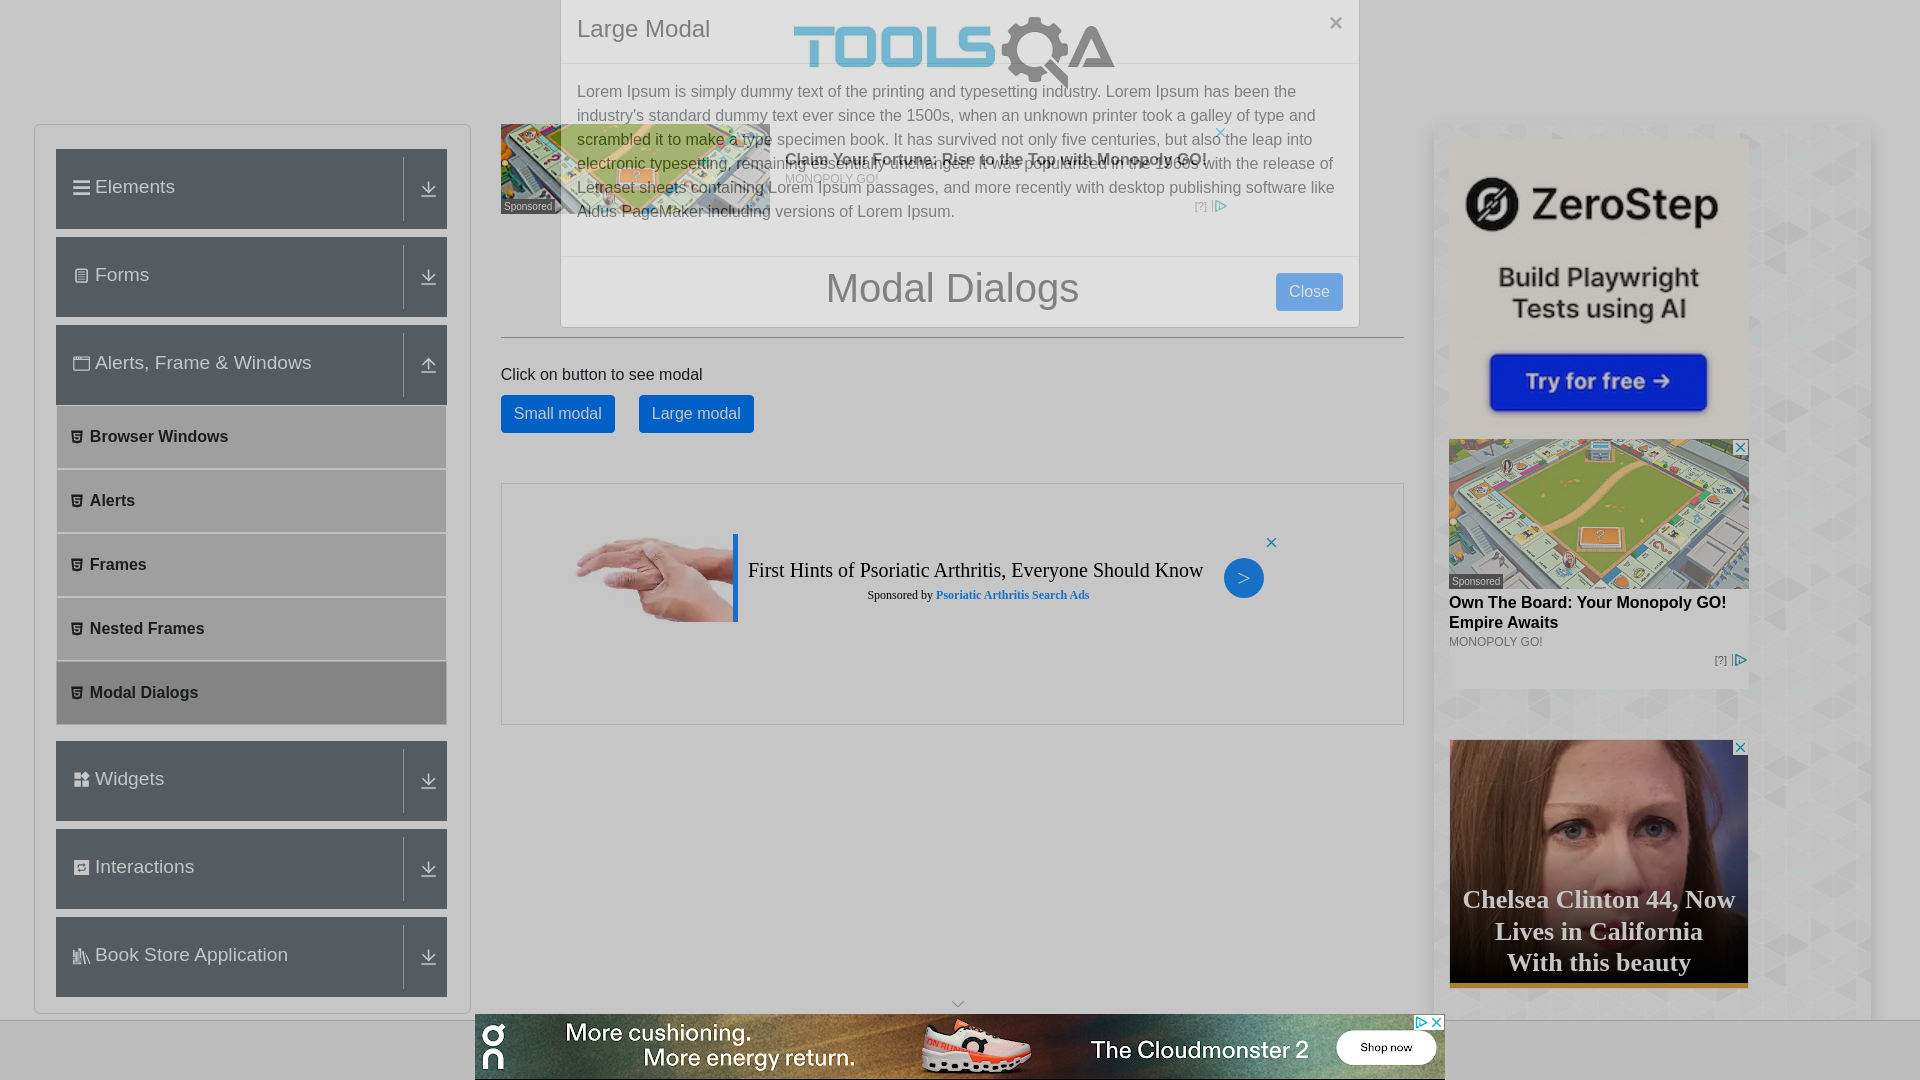 Large Modal
×
TOOLSQA
Lorem Ipsum is simply dummy text of the printing and typesetting industry. Lorem Ipsum has been the
industry's standard dummy text ever since the 1500s, when an unknown printer took a galley of type and
scrambled it to make a type specimen book. It has survived not only five centuries, but also the leap into
electronic typesetting, remaining essentially unchanged. It was popularised in the 1960s with the release of
Letraset sheets containing Lorem Ipsum passages, and more recently with desktop publishing software like
Aldus PageMaker including versions of Lorem Ipsum.
Close
Sponsored
Claim Your Fortune: Rise to the Top with Monopoly GO!
MONOPOLY GO!
[?]
Modal Dialogs
Elements
Forms
Alerts, Frame & Windows
Browser Windows
Alerts
Frames
Nested Frames
Modal Dialogs
Widgets
Interactions
Book Store Application
Click on button to see modal
Small modal
Large modal
First Hints of Psoriatic Arthritis, Everyone Should Know
Sponsored by Psoriatic Arthritis Search Ads
>
ZeroStep
Build Playwright
Tests using AI
Try for free →
Sponsored
Own The Board: Your Monopoly GO!
Empire Awaits
MONOPOLY GO!
[?]
Chelsea Clinton 44, Now
Lives in California
With this beauty
More cushioning.
More energy return.
The Cloudmonster 2
Shop now